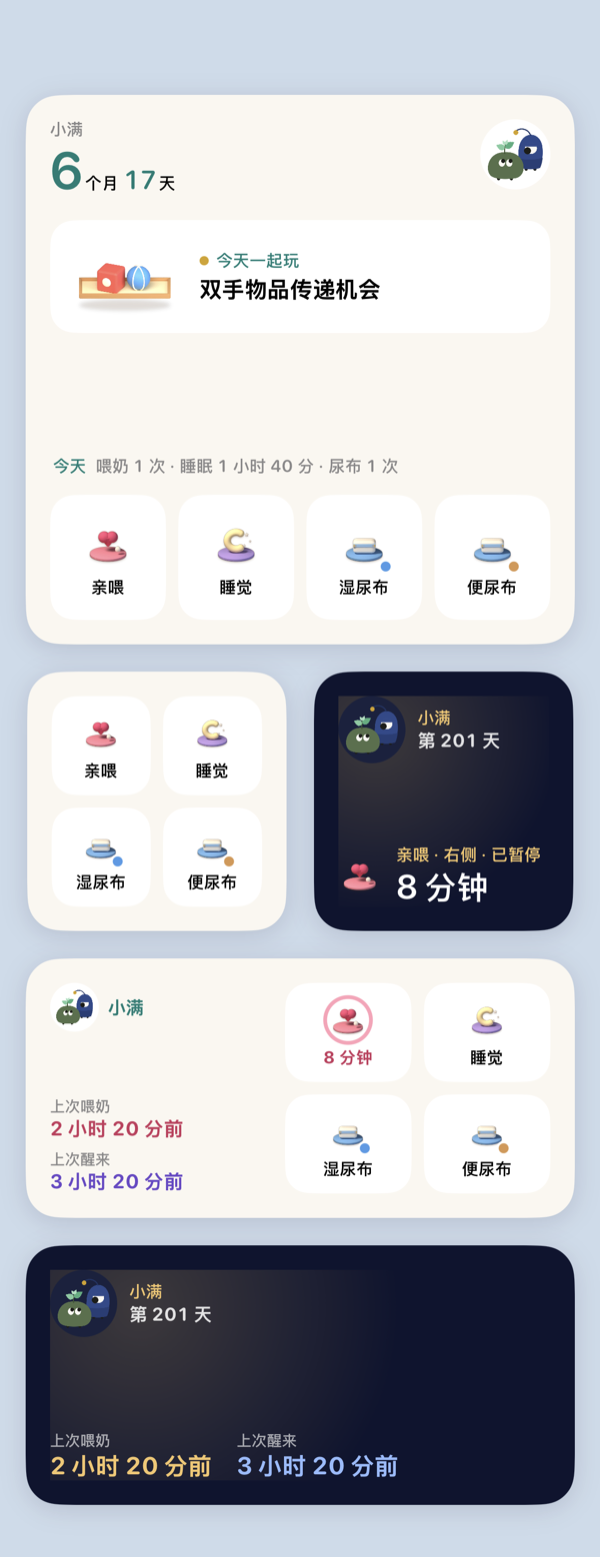 小满
6个月 17天
今天一起玩
双手物品传递机会
今天 喂奶 1 次 · 睡眠 1 小时 40 分 · 尿布 1 次
亲喂
睡觉
湿尿布
便尿布
亲喂
睡觉
湿尿布
便尿布
小满
第 201 天
亲喂 · 右侧 · 已暂停
8 分钟
小满
上次喂奶
2 小时 20 分前
上次醒来
3 小时 20 分前
8 分钟
睡觉
湿尿布
便尿布
小满
第 201 天
上次喂奶
2 小时 20 分前
上次醒来
3 小时 20 分前